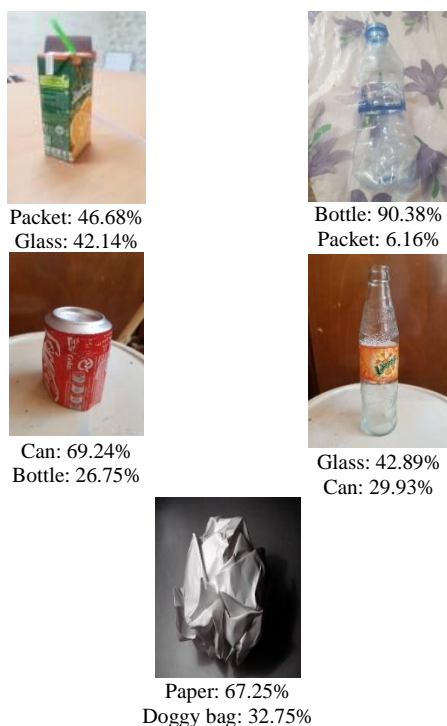 Packet: 46.68%
Glass: 42.14%
Bottle: 90.38%
Packet: 6.16%
Can: 69.24%
Bottle: 26.75%
Glass: 42.89%
Can: 29.93%
Paper: 67.25%
Doggy bag: 32.75%